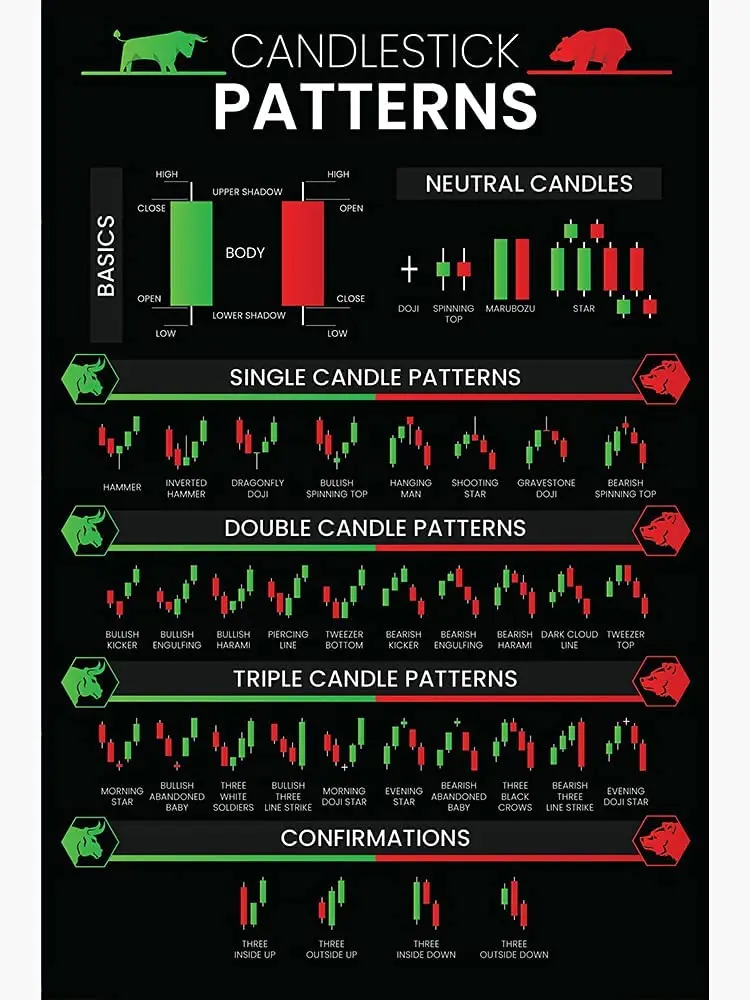 CANDLESTICK
PATTERNS
BASICS
HIGH
UPPER SHADOW
HIGH
CLOSE
OPEN
BODY
OPEN
CLOSE
LOWER SHADOW
LOW
LOW
NEUTRAL CANDLES
DOJI
SPINNING
TOP
MARUBOZU
STAR
SINGLE CANDLE PATTERNS
HAMMER
INVERTED
HAMMER
DRAGONFLY
DOJI
BULLISH
SPINNING TOP
HANGING
MAN
SHOOTING
STAR
GRAVESTONE
DOJI
BEARISH
SPINNING TOP
DOUBLE CANDLE PATTERNS
BULLISH
KICKER
BULLISH
ENGULFING
BULLISH
HARAMI
PIERCING
LINE
TWEEZER
BOTTOM
BEARISH
KICKER
BEARISH
ENGULFING
BEARISH
HARAMI
DARK CLOUD
LINE
TWEEZER
TOP
TRIPLE CANDLE PATTERNS
MORNING
STAR
BULLISH
ABANDONED
BABY
THREE
WHITE
SOLDIERS
BULLISH
THREE
LINE STRIKE
MORNING
DOJI STAR
EVENING
STAR
BEARISH
ABANDONED
BABY
THREE
BLACK
CROWS
BEARISH
THREE
LINE STRIKE
EVENING
DOJI STAR
CONFIRMATIONS
THREE
INSIDE UP
THREE
OUTSIDE UP
THREE
INSIDE DOWN
THREE
OUTSIDE DOWN